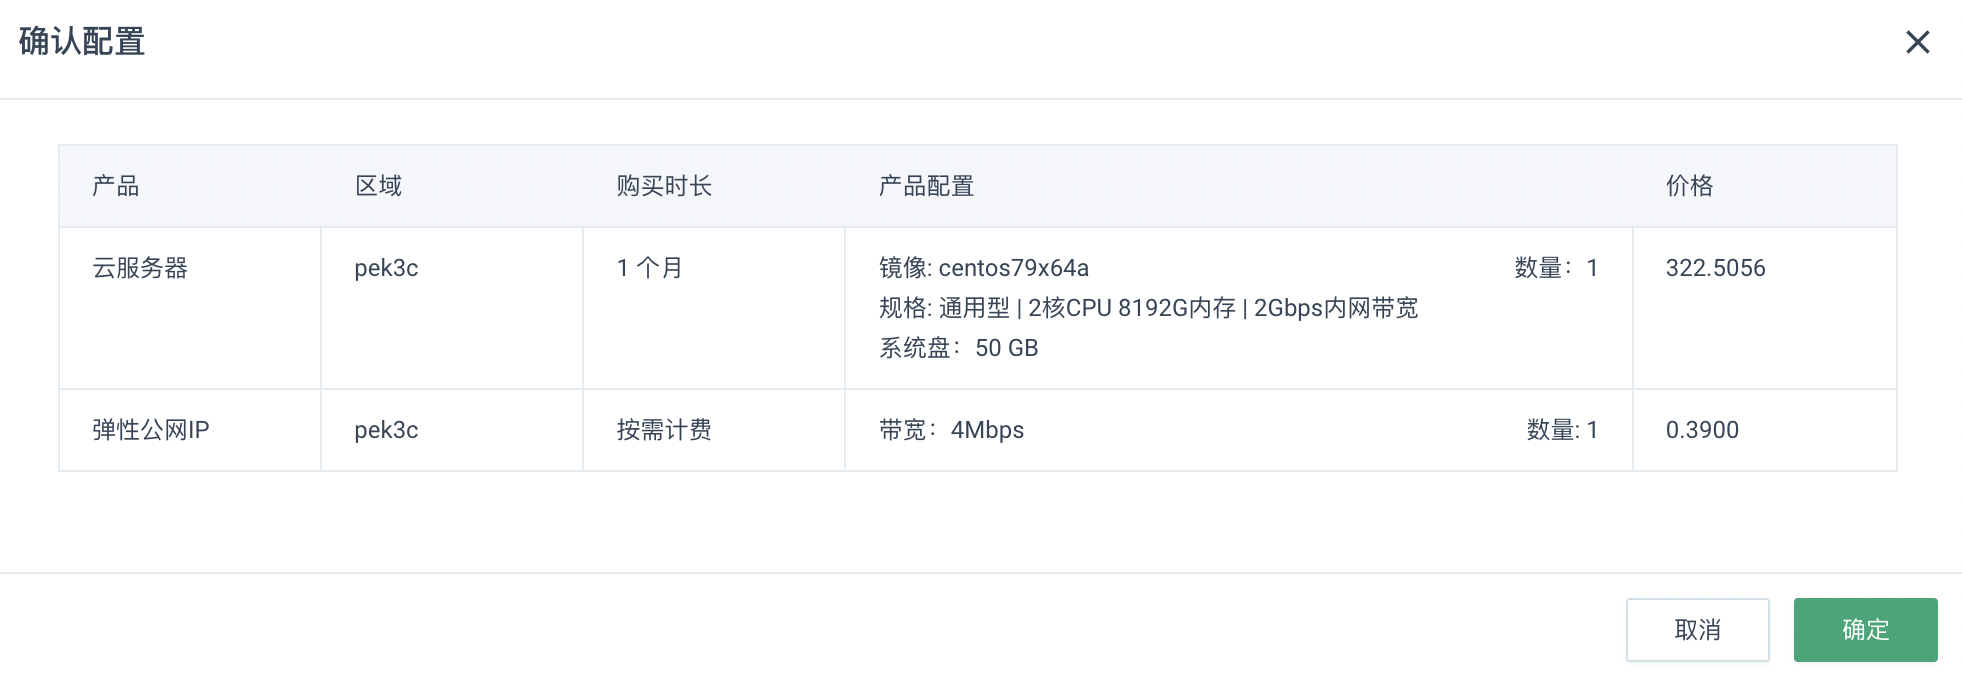 确认配置
产品 区域 购买时长 产品配置 价格
云服务器 pek3c 1 个月 镜像: centos79x64a 数量：1 322.5056
规格: 通用型 | 2核CPU 8192G内存 | 2Gbps内网带宽
系统盘：50 GB
弹性公网IP pek3c 按需计费 带宽：4Mbps 数量: 1 0.3900
取消 确定